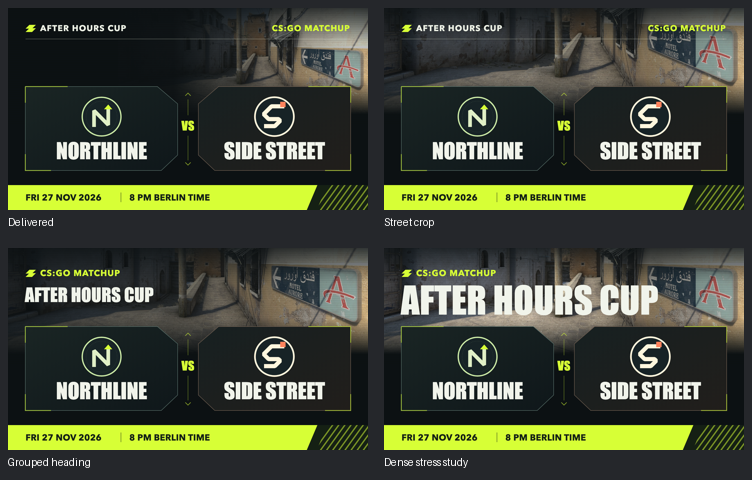 AFTER HOURS CUP
CS:GO MATCHUP
NORTHLINE
VS
SIDE STREET
FRI 27 NOV 2026 | 8 PM BERLIN TIME
Delivered
AFTER HOURS CUP
CS:GO MATCHUP
NORTHLINE
VS
SIDE STREET
FRI 27 NOV 2026 | 8 PM BERLIN TIME
Street crop
CS:GO MATCHUP
AFTER HOURS CUP
A
NORTHLINE
VS
SIDE STREET
FRI 27 NOV 2026 | 8 PM BERLIN TIME
Grouped heading
CS:GO MATCHUP
AFTER HOURS CUP
A
NORTHLINE
VS
SIDE STREET
FRI 27 NOV 2026 | 8 PM BERLIN TIME
Dense stress study